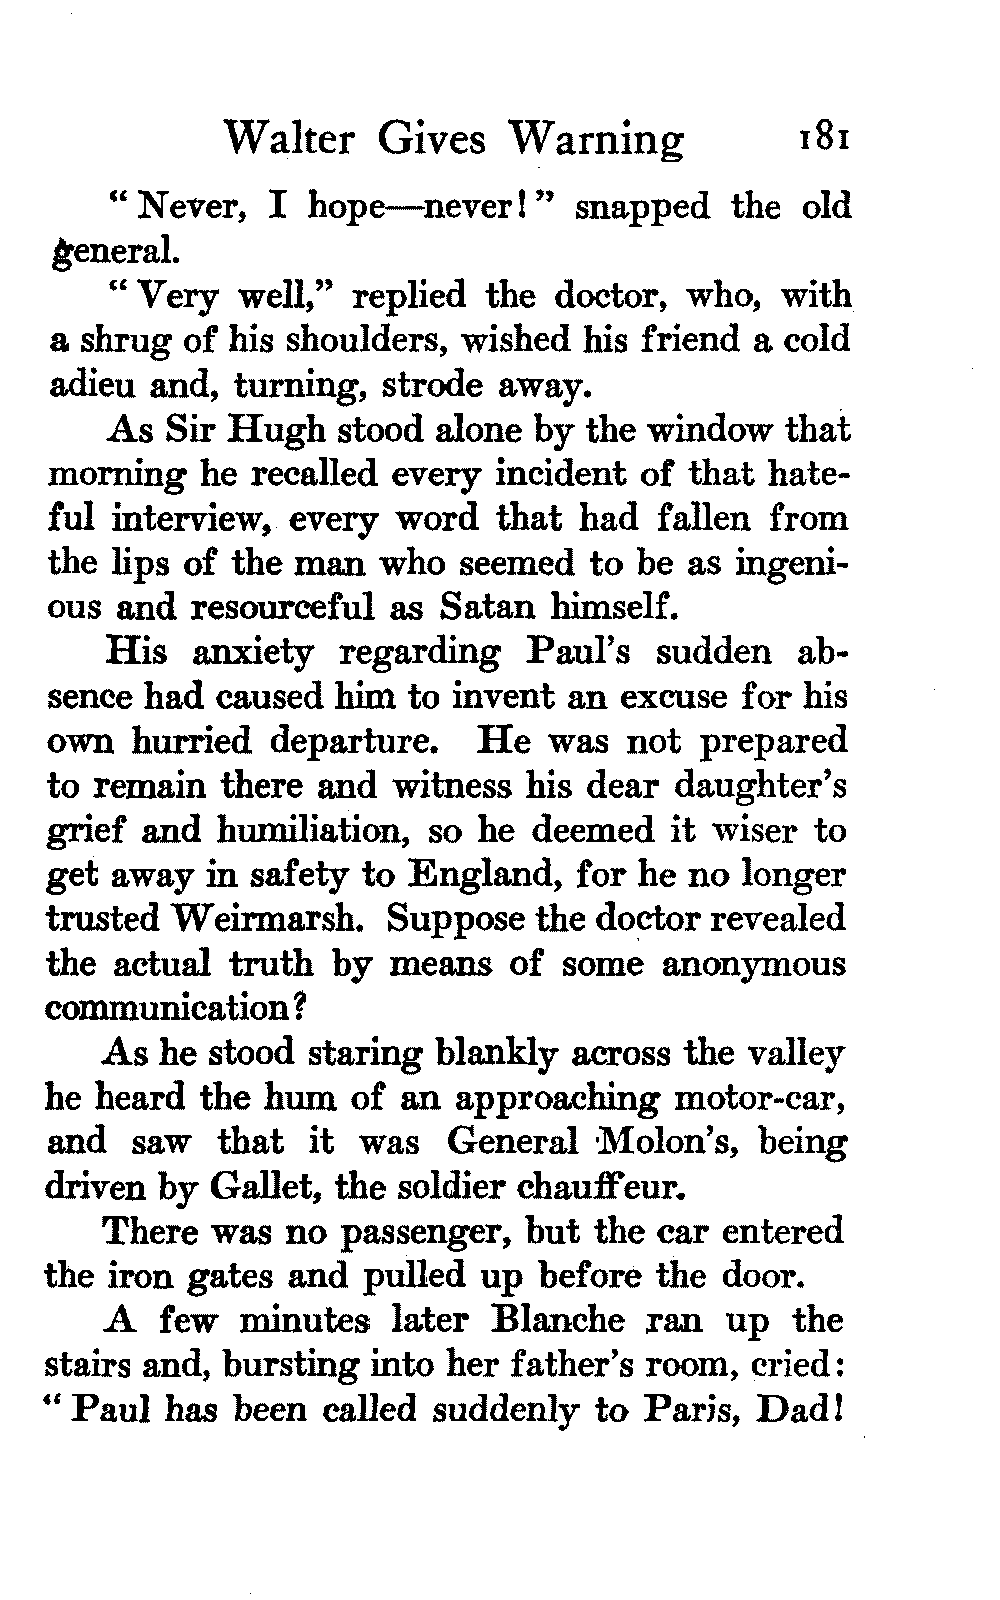 Walter Gives Warning 181
“ Never, I hope—never! ” snapped the old
general.
“ Very well,” replied the doctor, who, with
a shrug of his shoulders, wished his friend a cold
adieu and, turning, strode away.
As Sir Hugh stood alone by the window that
morning he recalled every incident of that hate-
ful interview, every word that had fallen from
the lips of the man who seemed to be as ingeni-
ous and resourceful as Satan himself.
His anxiety regarding Paul’s sudden ab-
sence had caused him to invent an excuse for his
own hurried departure. He was not prepared
to remain there and witness his dear daughter’s
grief and humiliation, so he deemed it wiser to
get away in safety to England, for he no longer
trusted Weirmarsh. Suppose the doctor revealed
the actual truth by means of some anonymous
communication?
As he stood staring blankly across the valley
he heard the hum of an approaching motor-car,
and saw that it was General Molon’s, being
driven by Gallet, the soldier chauffeur.
There was no passenger, but the car entered
the iron gates and pulled up before the door.
A few minutes later Blanche ran up the
stairs and, bursting into her father’s room, cried:
“ Paul has been called suddenly to Paris, Dad!